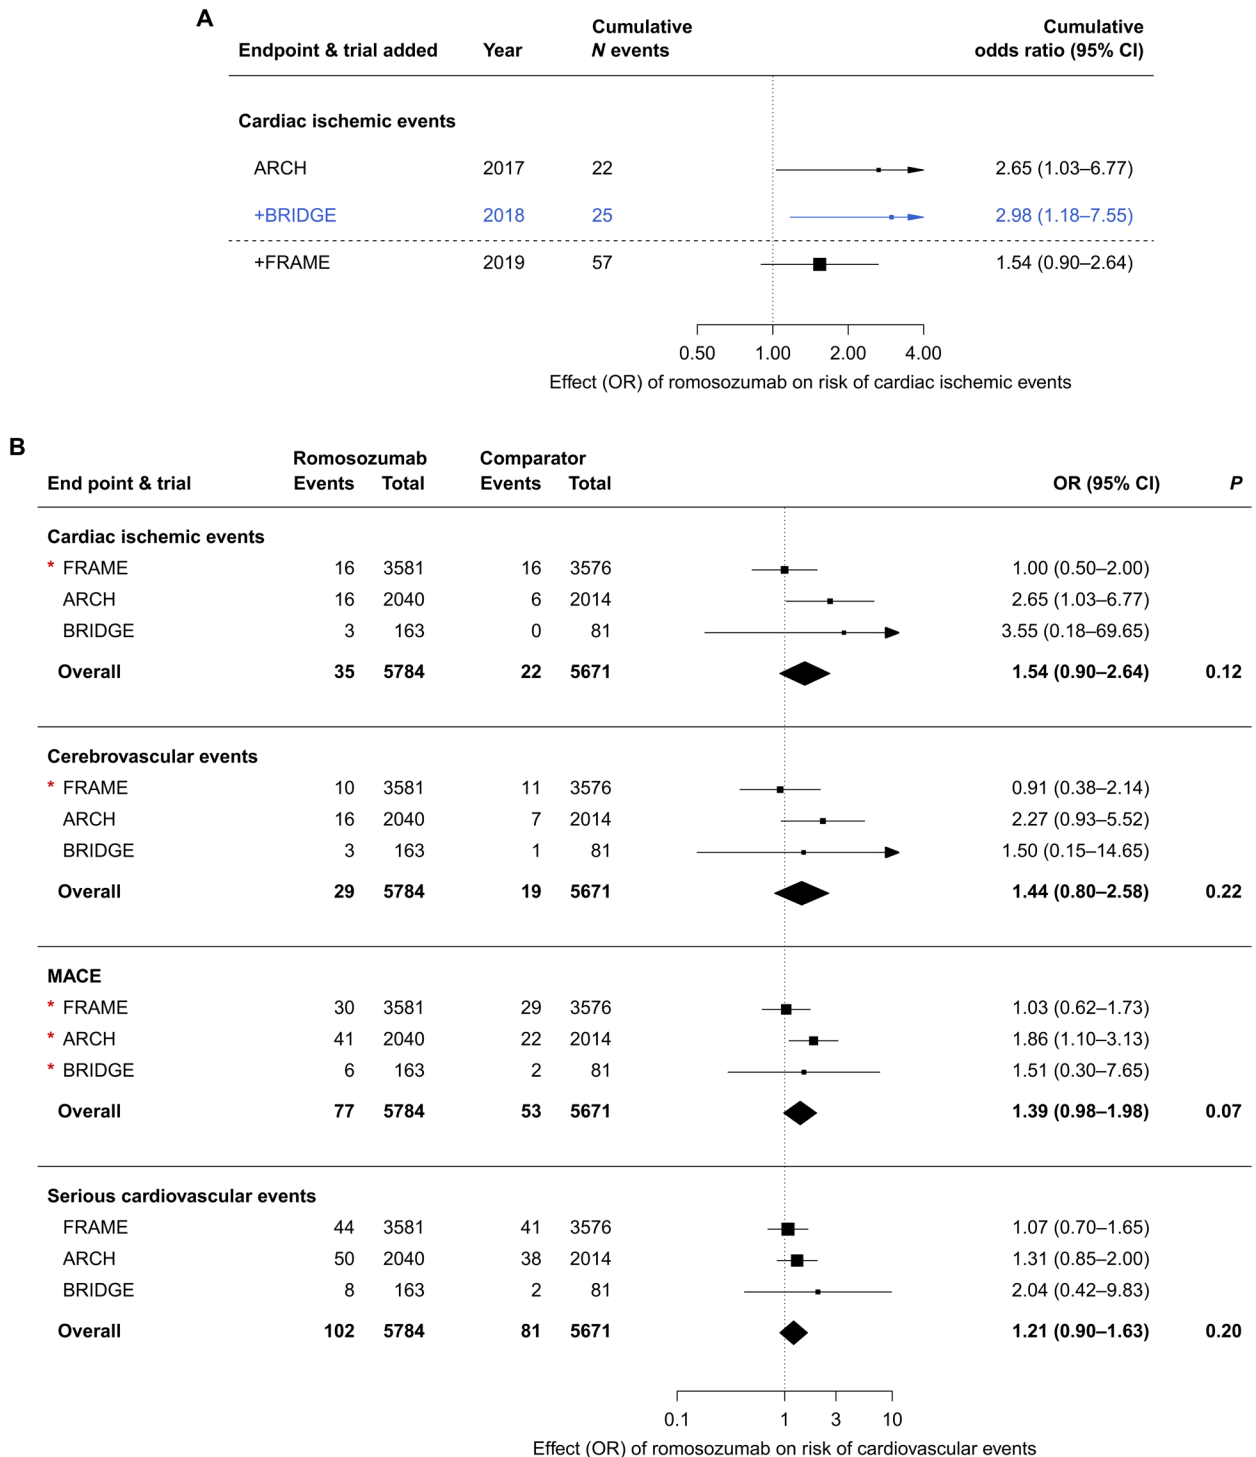 A
Cumulative Cumulative
Endpoint & trial added Year N events odds ratio (95% CI)
Cardiac ischemic events
ARCH 2017 22 2.65 (1.03–6.77)
+BRIDGE 2018 25 2.98 (1.18–7.55)
+FRAME 2019 57 1.54 (0.90–2.64)
0.50 1.00 2.00 4.00
Effect (OR) of romosozumab on risk of cardiac ischemic events
B
Romosozumab Comparator
End point & trial Events Total Events Total OR (95% CI) P
Cardiac ischemic events
* FRAME 16 3581 16 3576 1.00 (0.50–2.00)
ARCH 16 2040 6 2014 2.65 (1.03–6.77)
BRIDGE 3 163 0 81 3.55 (0.18–69.65)
Overall 35 5784 22 5671 1.54 (0.90–2.64) 0.12
Cerebrovascular events
* FRAME 10 3581 11 3576 0.91 (0.38–2.14)
ARCH 16 2040 7 2014 2.27 (0.93–5.52)
BRIDGE 3 163 1 81 1.50 (0.15–14.65)
Overall 29 5784 19 5671 1.44 (0.80–2.58) 0.22
MACE
* FRAME 30 3581 29 3576 1.03 (0.62–1.73)
* ARCH 41 2040 22 2014 1.86 (1.10–3.13)
* BRIDGE 6 163 2 81 1.51 (0.30–7.65)
Overall 77 5784 53 5671 1.39 (0.98–1.98) 0.07
Serious cardiovascular events
FRAME 44 3581 41 3576 1.07 (0.70–1.65)
ARCH 50 2040 38 2014 1.31 (0.85–2.00)
BRIDGE 8 163 2 81 2.04 (0.42–9.83)
Overall 102 5784 81 5671 1.21 (0.90–1.63) 0.20
0.1 1 3 10
Effect (OR) of romosozumab on risk of cardiovascular events